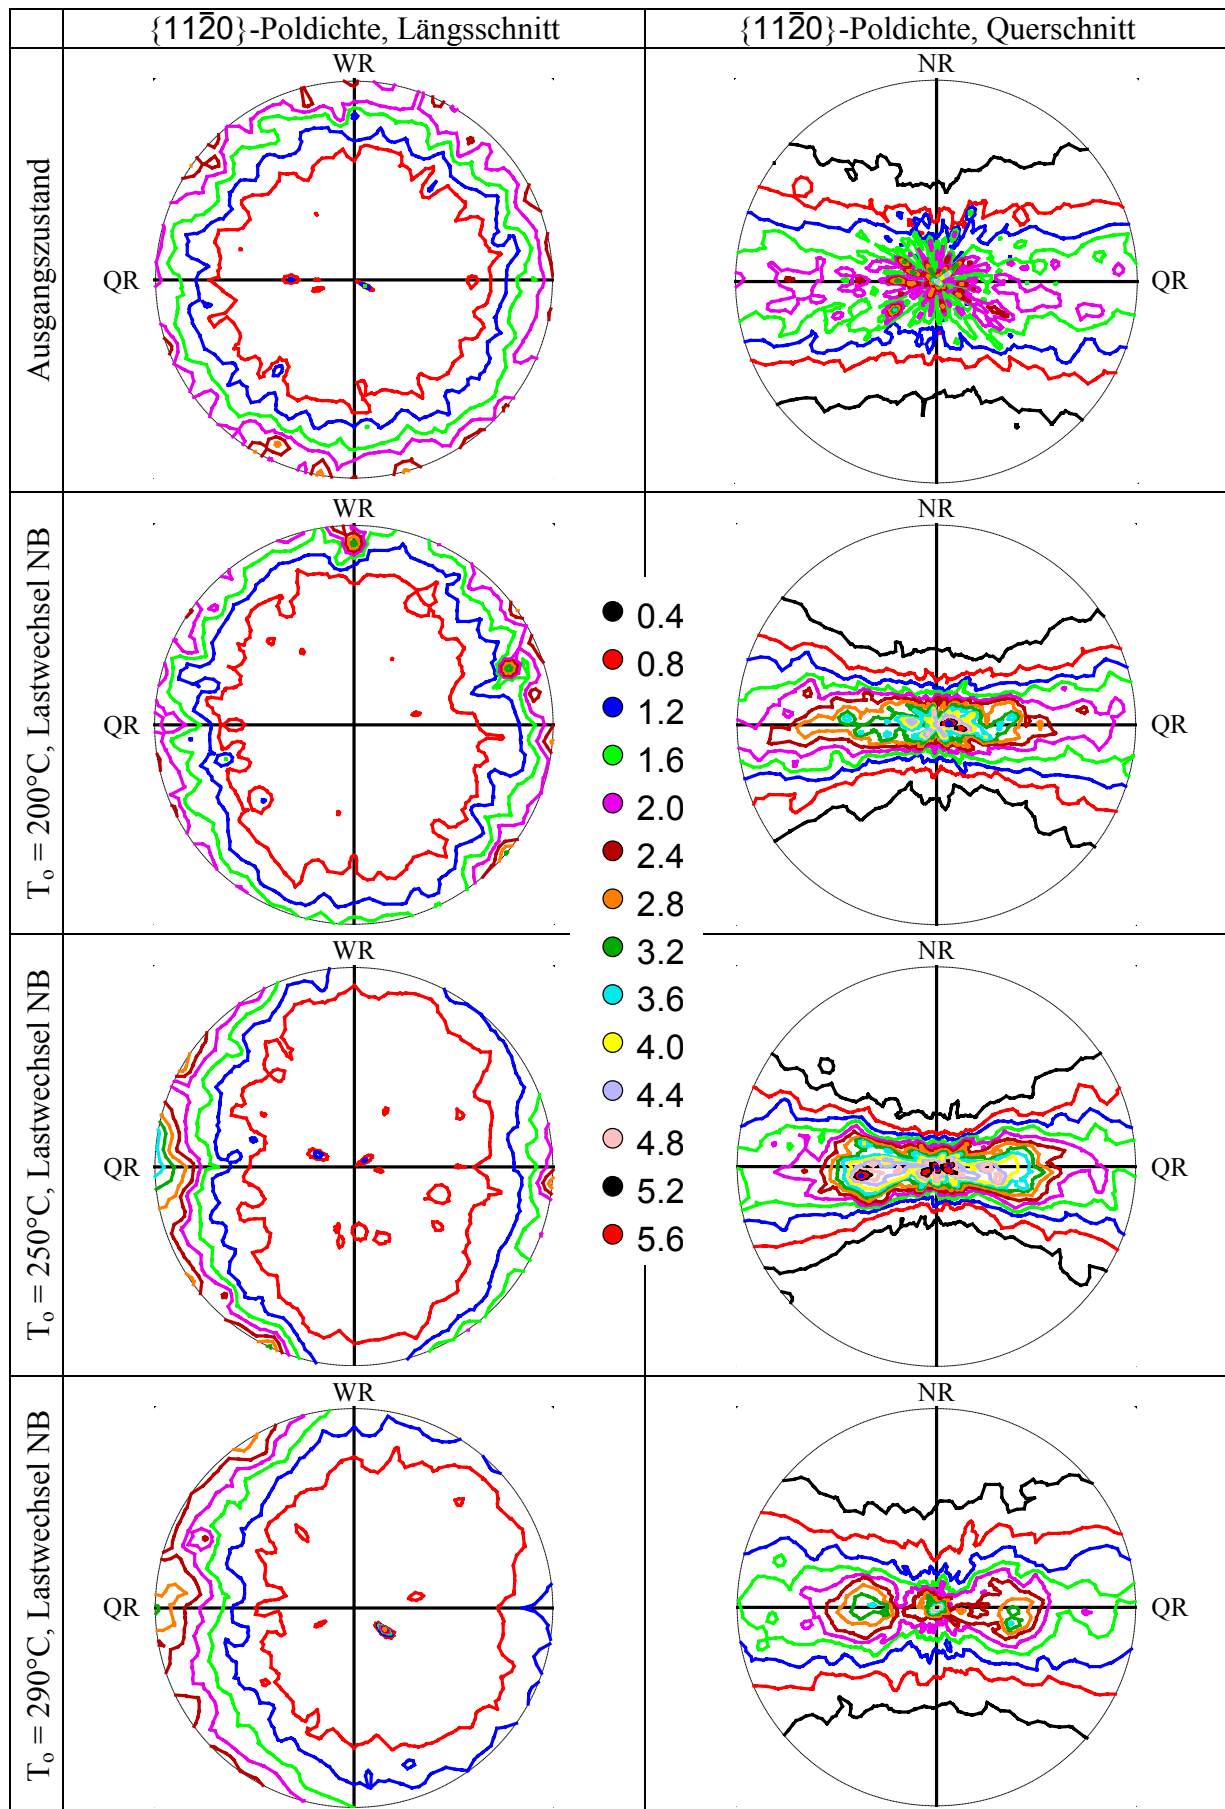 {112̄0}-Poldichte, Längsschnitt
{112̄0}-Poldichte, Querschnitt
Ausgangszustand
WR
QR
NR
QR
T₀ = 200°C, Lastwechsel NB
WR
QR
NR
QR
0.4
0.8
1.2
1.6
2.0
2.4
2.8
3.2
3.6
4.0
4.4
4.8
5.2
5.6
T₀ = 250°C, Lastwechsel NB
WR
QR
NR
QR
T₀ = 290°C, Lastwechsel NB
WR
QR
NR
QR